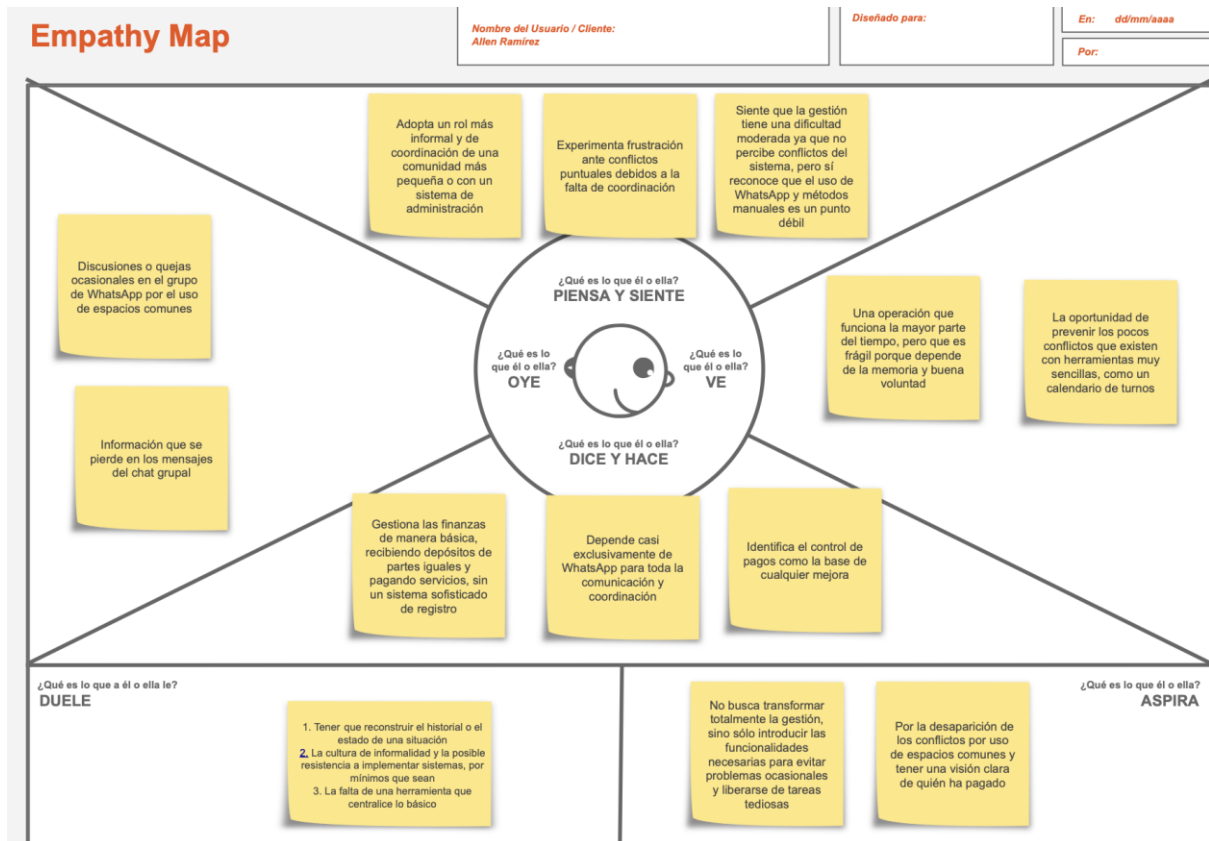 Empathy Map
Nombre del Usuario / Cliente:
Allen Ramírez
Diseñado para:
En: dd/mm/aaaa
Por:
Adopta un rol más
informal y de
coordinación de una
comunidad más
pequeña o con un
sistema de
administración
Experimenta frustración
ante conflictos
puntuales debidos a la
falta de coordinación
Siente que la gestión
tiene una dificultad
moderada ya que no
percibe conflictos del
sistema, pero sí
reconoce que el uso de
WhatsApp y métodos
manuales es un punto
débil
Discusiones o quejas
ocasionales en el grupo
de WhatsApp por el uso
de espacios comunes
Información que se
pierde en los mensajes
del chat grupal
¿Qué es lo que él o ella?
PIENSA Y SIENTE
¿Qué es lo
que él o ella?
OYE
¿Qué es lo
que él o ella?
VE
¿Qué es lo que él o ella?
DICE Y HACE
Una operación que
funciona la mayor parte
del tiempo, pero que es
frágil porque depende
de la memoria y buena
voluntad
La oportunidad de
prevenir los pocos
conflictos que existen
con herramientas muy
sencillas, como un
calendario de turnos
Gestiona las finanzas
de manera básica,
recibiendo depósitos de
partes iguales y
pagando servicios, sin
un sistema sofisticado
de registro
Depende casi
exclusivamente de
WhatsApp para toda la
comunicación y
coordinación
Identifica el control de
pagos como la base de
cualquier mejora
¿Qué es lo que a él o ella le?
DUELE
1. Tener que reconstruir el historial o el
estado de una situación
2. La cultura de informalidad y la posible
resistencia a implementar sistemas, por
mínimos que sean
3. La falta de una herramienta que
centralice lo básico
No busca transformar
totalmente la gestión,
sino sólo introducir las
funcionalidades
necesarias para evitar
problemas ocasionales
y liberarse de tareas
tediosas
Por la desaparición de
los conflictos por uso
de espacios comunes y
tener una visión clara
de quién ha pagado
¿Qué es lo que él o ella?
ASPIRA